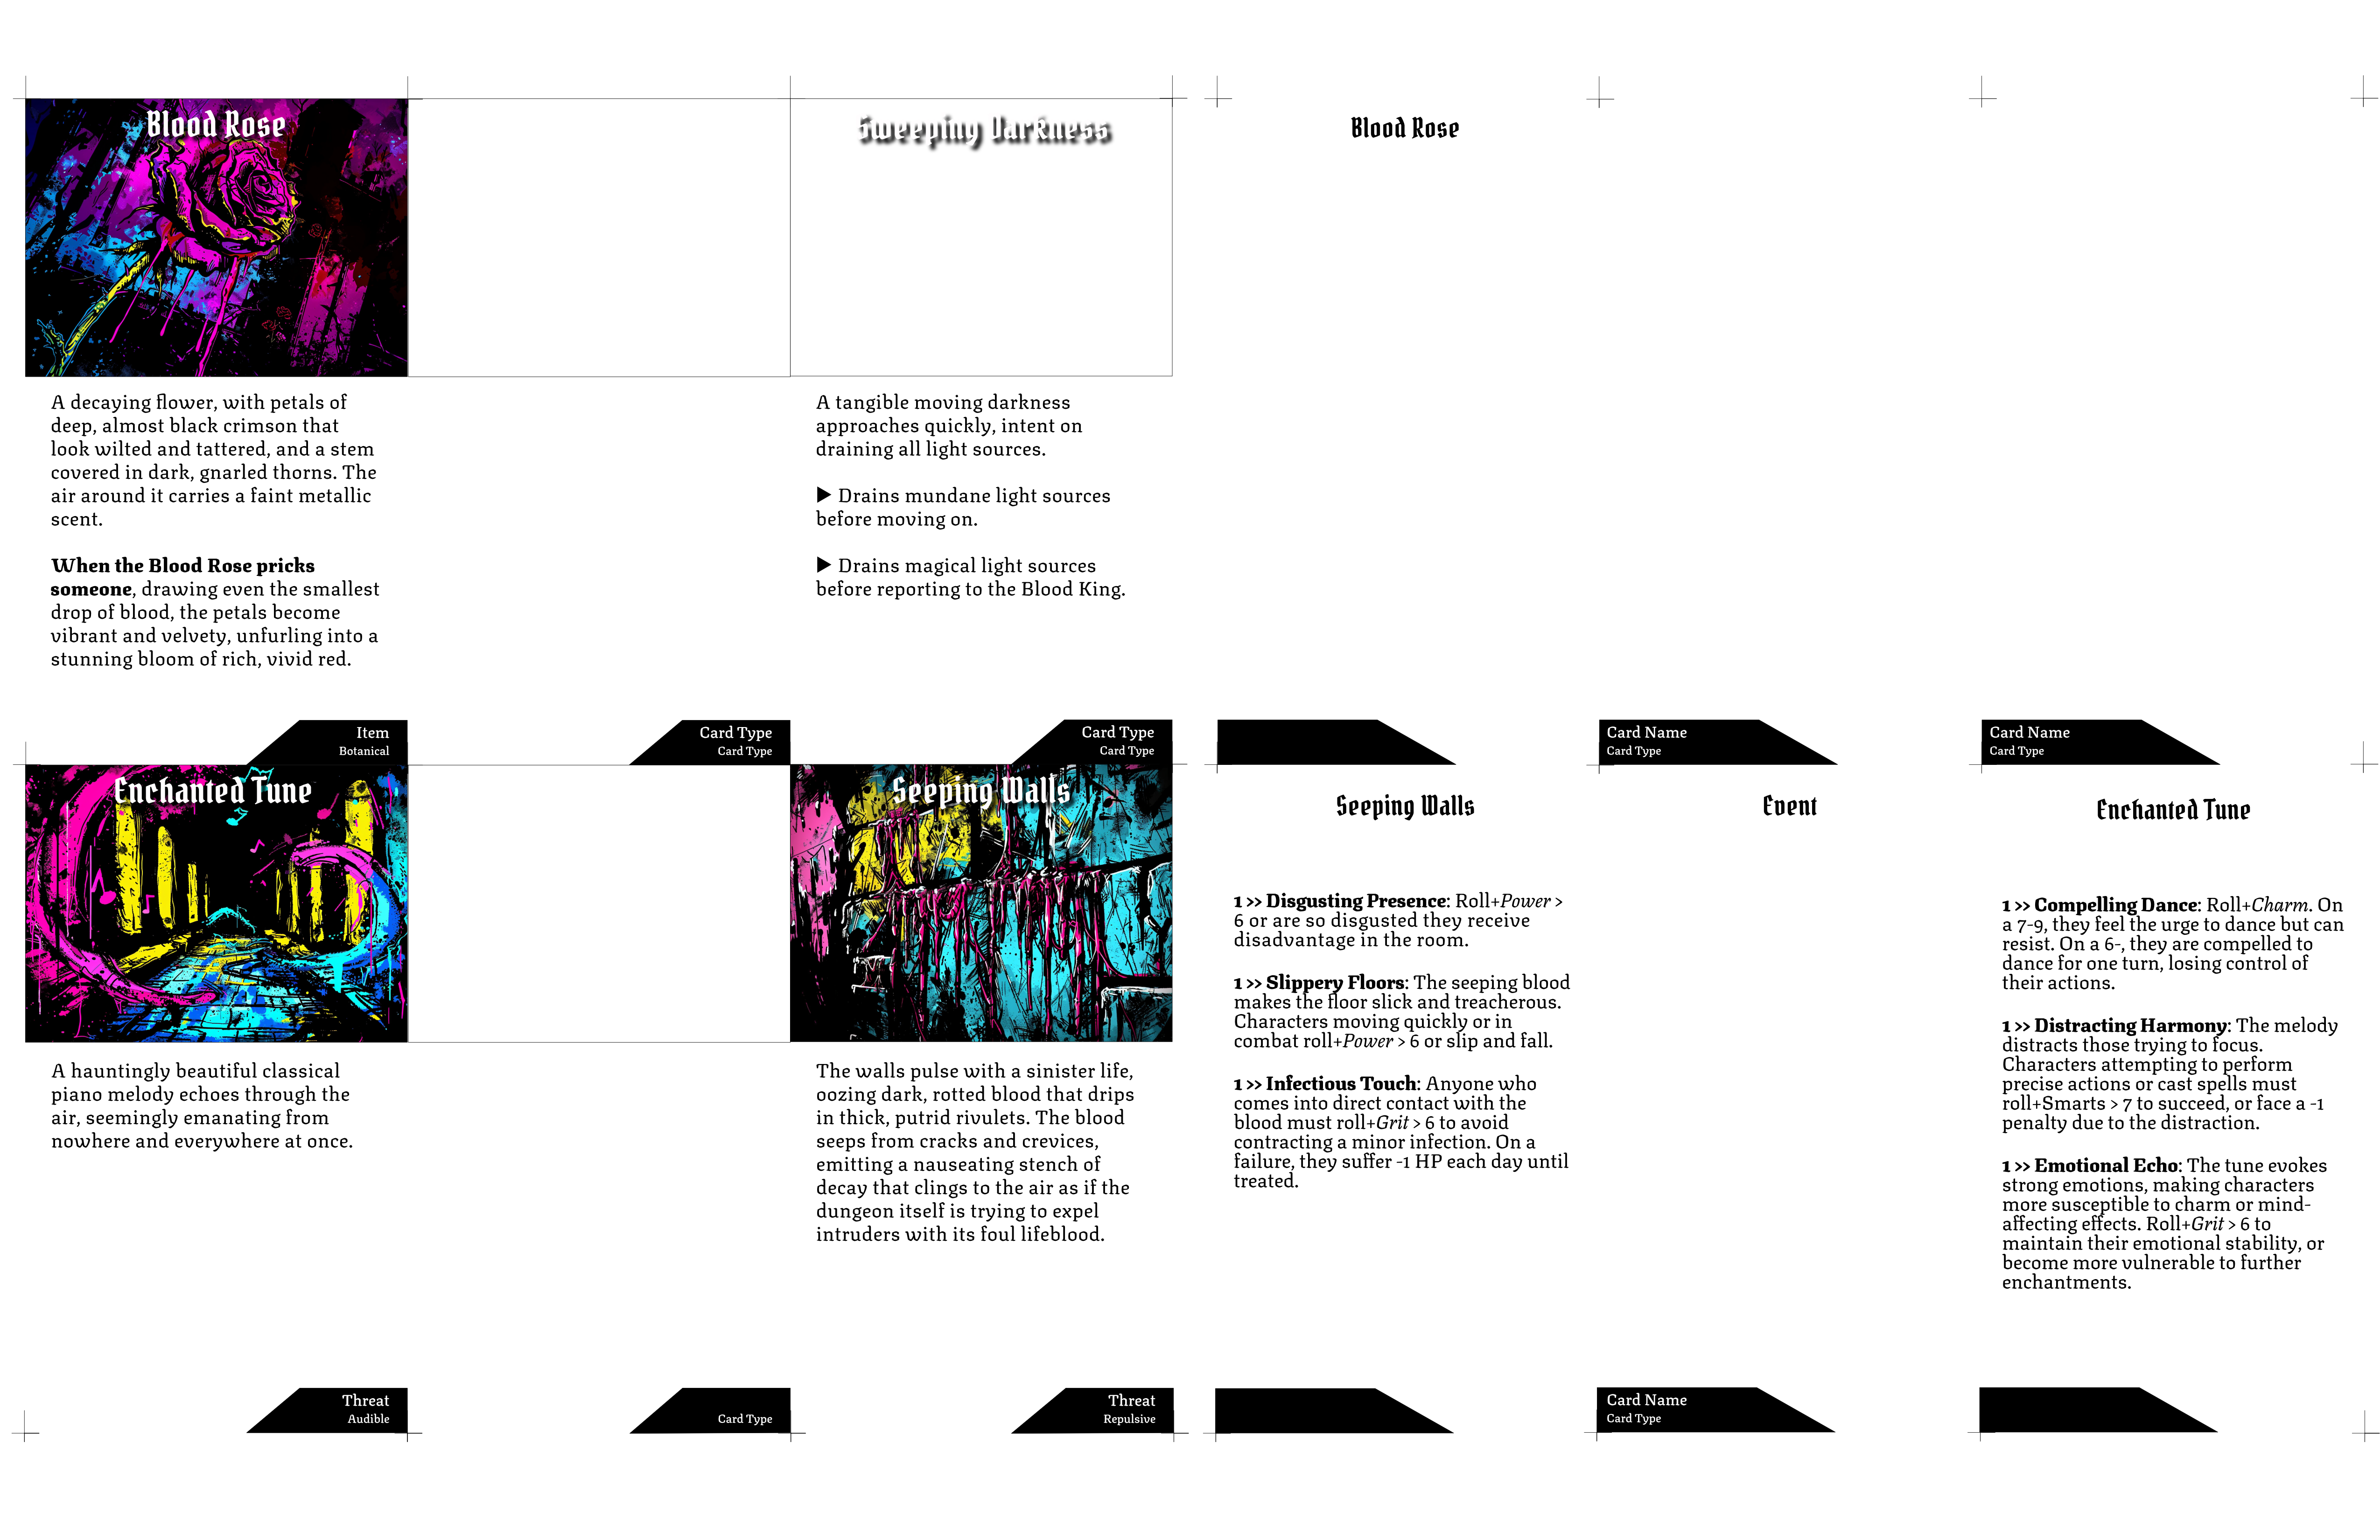 Blood Rose
A decaying flower, with petals of
deep, almost black crimson that
look wilted and tattered, and a stem
covered in dark, gnarled thorns. The
air around it carries a faint metallic
scent.
When the Blood Rose pricks
someone, drawing even the smallest
drop of blood, the petals become
vibrant and velvety, unfurling into a
stunning bloom of rich, vivid red.
Item
Botanical
Card Type
Card Type
Sweeping Darkness
A tangible moving darkness
approaches quickly, intent on
draining all light sources.
▶ Drains mundane light sources
before moving on.
▶ Drains magical light sources
before reporting to the Blood King.
Card Type
Card Type
Blood Rose
Card Name
Card Type
Card Name
Card Type
Enchanted Tune
A hauntingly beautiful classical
piano melody echoes through the
air, seemingly emanating from
nowhere and everywhere at once.
Threat
Audible
Card Type
Seeping Walls
The walls pulse with a sinister life,
oozing dark, rotted blood that drips
in thick, putrid rivulets. The blood
seeps from cracks and crevices,
emitting a nauseating stench of
decay that clings to the air as if the
dungeon itself is trying to expel
intruders with its foul lifeblood.
Threat
Repulsive
Seeping Walls
1 >> Disgusting Presence: Roll+Power >
6 or are so disgusted they receive
disadvantage in the room.
1 >> Slippery Floors: The seeping blood
makes the floor slick and treacherous.
Characters moving quickly or in
combat roll+Power > 6 or slip and fall.
1 >> Infectious Touch: Anyone who
comes into direct contact with the
blood must roll+Grit > 6 to avoid
contracting a minor infection. On a
failure, they suffer -1 HP each day until
treated.
Event
Card Name
Card Type
Enchanted Tune
1 >> Compelling Dance: Roll+Charm. On
a 7-9, they feel the urge to dance but can
resist. On a 6-, they are compelled to
dance for one turn, losing control of
their actions.
1 >> Distracting Harmony: The melody
distracts those trying to focus.
Characters attempting to perform
precise actions or cast spells must
roll+Smarts > 7 to succeed, or face a -1
penalty due to the distraction.
1 >> Emotional Echo: The tune evokes
strong emotions, making characters
more susceptible to charm or mind-
affecting effects. Roll+Grit > 6 to
maintain their emotional stability, or
become more vulnerable to further
enchantments.